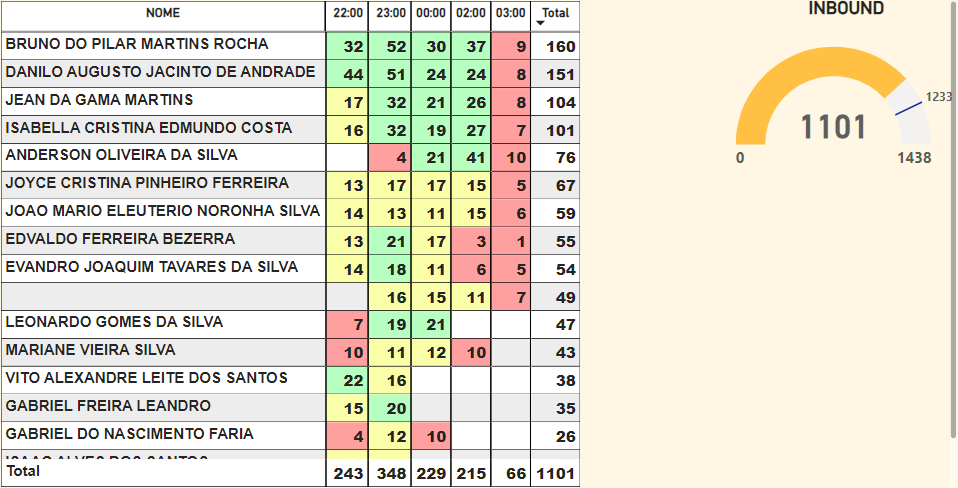 NOME 22:00 23:00 00:00 02:00 03:00 Total
BRUNO DO PILAR MARTINS ROCHA 32 52 30 37 9 160
DANILO AUGUSTO JACINTO DE ANDRADE 44 51 24 24 8 151
JEAN DA GAMA MARTINS 17 32 21 26 8 104
ISABELLA CRISTINA EDMUNDO COSTA 16 32 19 27 7 101
ANDERSON OLIVEIRA DA SILVA 4 21 41 10 76
JOYCE CRISTINA PINHEIRO FERREIRA 13 17 17 15 5 67
JOAO MARIO ELEUTERIO NORONHA SILVA 14 13 11 15 6 59
EDVALDO FERREIRA BEZERRA 13 21 17 3 1 55
EVANDRO JOAQUIM TAVARES DA SILVA 14 18 11 6 5 54
16 15 11 7 49
LEONARDO GOMES DA SILVA 7 19 21 47
MARIANE VIEIRA SILVA 10 11 12 10 43
VITO ALEXANDRE LEITE DOS SANTOS 22 16 38
GABRIEL FREIRA LEANDRO 15 20 35
GABRIEL DO NASCIMENTO FARIA 4 12 10 26
Total 243 348 229 215 66 1101
INBOUND
1233
1101
0 1438